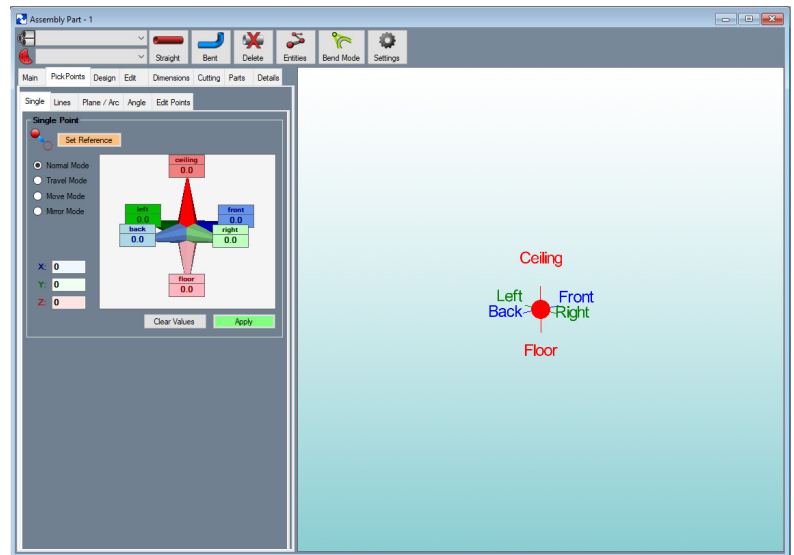 Assembly Part - 1
Straight Bent Delete Entities Bend Mode Settings
Main PickPoints Design Edit Dimensions Cutting Parts Details
Single Lines Plane / Arc Angle Edit Points
Single Point
Set Reference
Normal Mode
Travel Mode
Move Mode
Mirror Mode
ceiling
0.0
left
0.0
front
0.0
back
0.0
right
0.0
floor
0.0
X: 0
Y: 0
Z: 0
Clear Values Apply
Ceiling
Left Front
Back Right
Floor